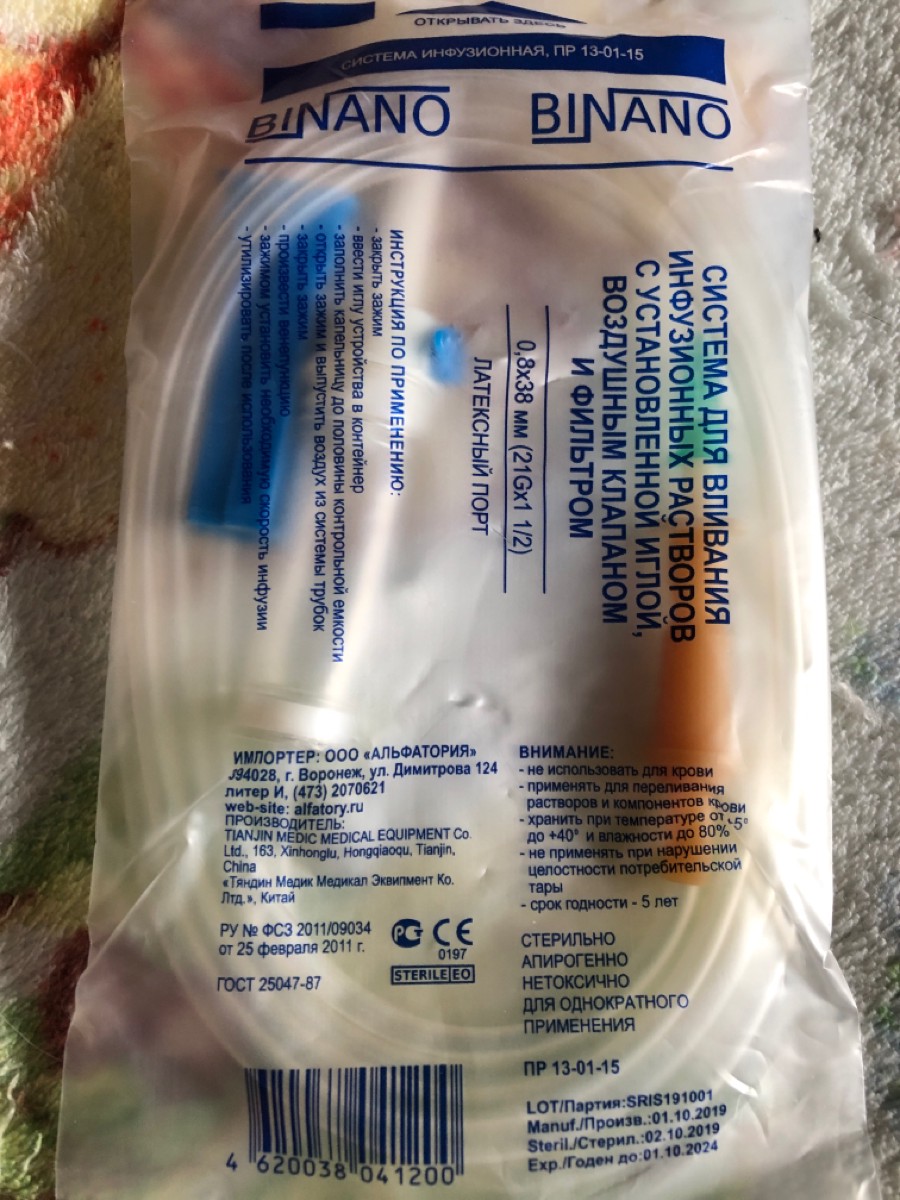 ОТКРЫВАТЬ ЗДЕСЬ
СИСТЕМА ИНФУЗИОННАЯ, ПР 13-01-15
BINANO BINANO
СИСТЕМА ДЛЯ ВЛИВАНИЯ
ИНФУЗИОННЫХ РАСТВОРОВ
С УСТАНОВЛЕННОЙ ИГЛОЙ,
ВОЗДУШНЫМ КЛАПАНОМ
И ФИЛЬТРОМ
0,8х38 мм (21Gx1 1/2)
ЛАТЕКСНЫЙ ПОРТ
ИНСТРУКЦИЯ ПО ПРИМЕНЕНИЮ:
- закрыть зажим
- ввести иглу устройства в контейнер
- заполнить капельницу до половины контрольной емкости
- открыть зажим и выпустить воздух из системы трубок
- закрыть зажим
- произвести венепункцию
- зажимом установить необходимую скорость инфузии
- утилизировать после использования
ИМПОРТЕР: ООО «АЛЬФАТОРИЯ»
394028, г. Воронеж, ул. Димитрова 124
литер И, (473) 2070621
web-site: alfatory.ru
ПРОИЗВОДИТЕЛЬ:
TIANJIN MEDIC MEDICAL EQUIPMENT Co.
Ltd., 163, Xinhonglu, Hongqiaoqu, Tianjin,
China
«Тяндин Медик Медикал Эквипмент Ко.
Лтд.», Китай
РУ № ФСЗ 2011/09034
от 25 февраля 2011 г.
ГОСТ 25047-87
РСТ CE
0197
STERILE EO
ВНИМАНИЕ:
- не использовать для крови
- применять для переливания
растворов и компонентов крови
- хранить при температуре от +5°
до +40° и влажности до 80%
- не применять при нарушении
целостности потребительской
тары
- срок годности - 5 лет
СТЕРИЛЬНО
АПИРОГЕННО
НЕТОКСИЧНО
ДЛЯ ОДНОКРАТНОГО
ПРИМЕНЕНИЯ
ПР 13-01-15
LOT/Партия:SRIS191001
Manuf./Произв.:01.10.2019
Steril./Стерил.:02.10.2019
Exp./Годен до:01.10.2024
4 620038 041200